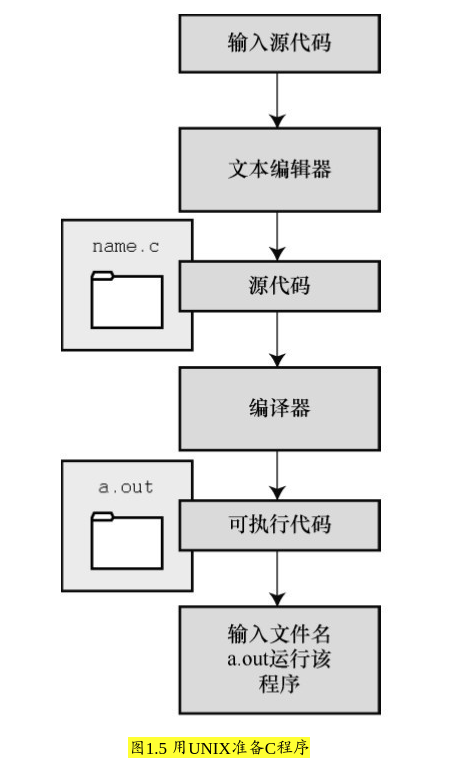 输入源代码
文本编辑器
name.c
源代码
编译器
a.out
可执行代码
输入文件名
a.out运行该
程序
图1.5 用UNIX准备C程序